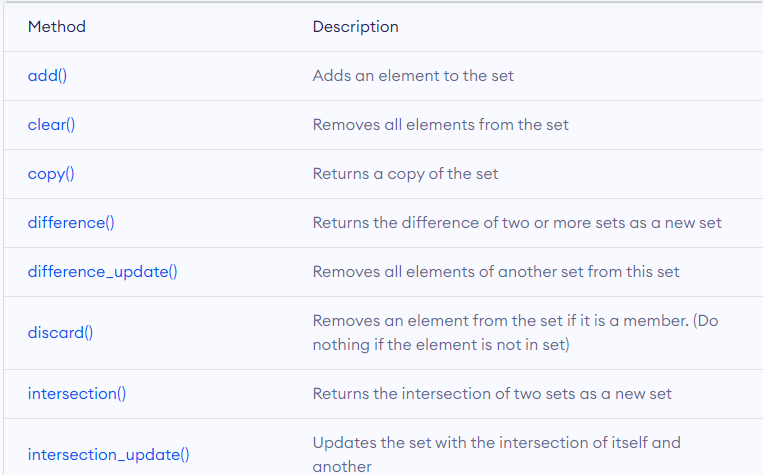 Method Description
add() Adds an element to the set
clear() Removes all elements from the set
copy() Returns a copy of the set
difference() Returns the difference of two or more sets as a new set
difference_update() Removes all elements of another set from this set
discard() Removes an element from the set if it is a member. (Do
nothing if the element is not in set)
intersection() Returns the intersection of two sets as a new set
intersection_update() Updates the set with the intersection of itself and
another